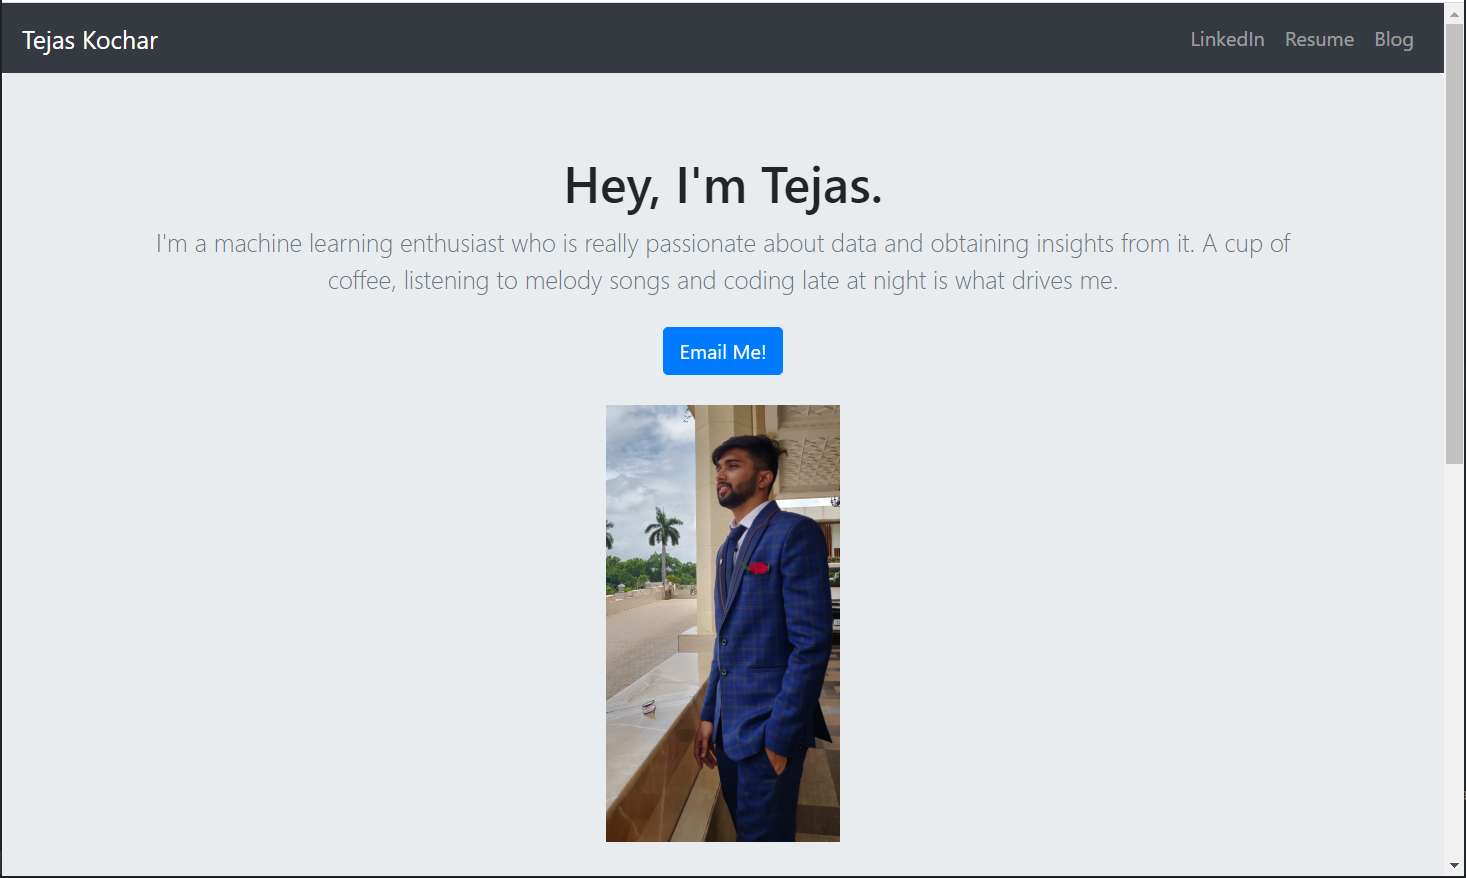 Tejas Kochar
LinkedIn Resume Blog
Hey, I'm Tejas.
I'm a machine learning enthusiast who is really passionate about data and obtaining insights from it. A cup of
coffee, listening to melody songs and coding late at night is what drives me.
Email Me!